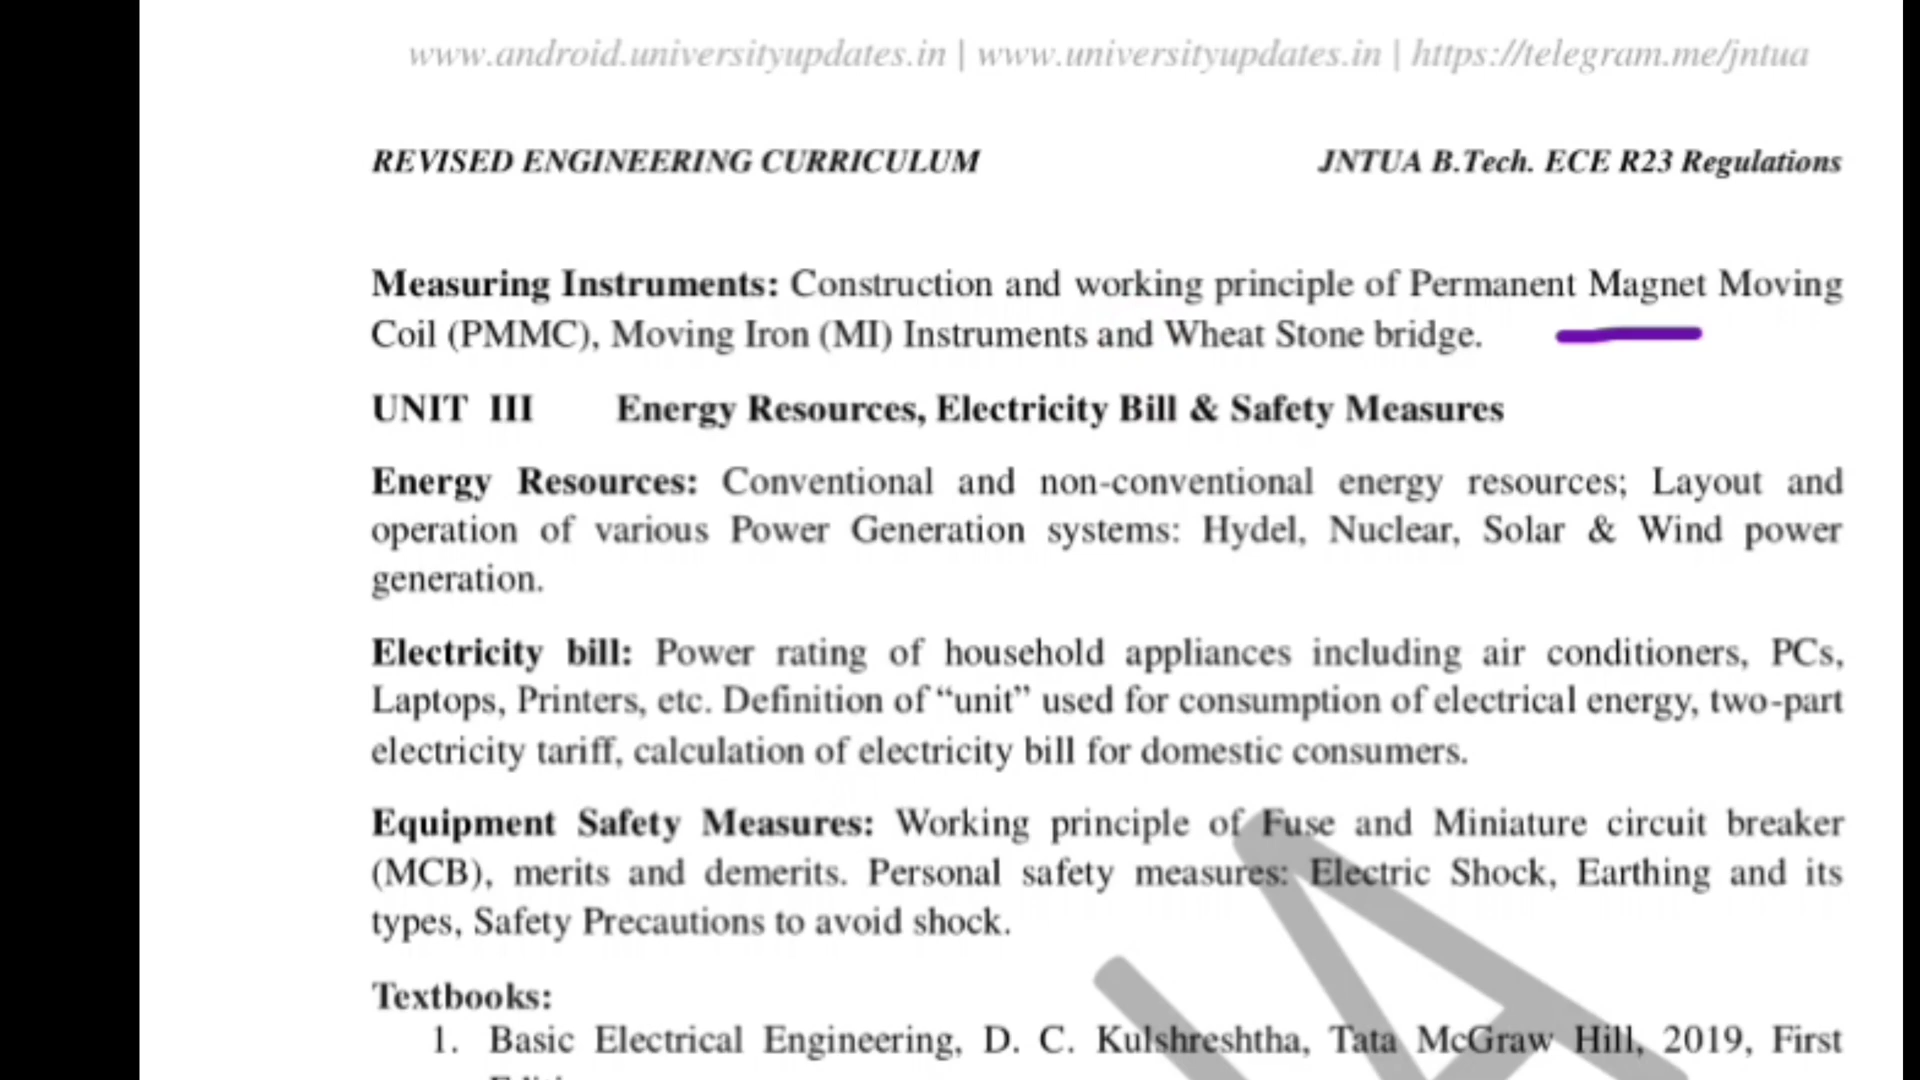 www.android.universityupdates.in | www.universityupdates.in | https://telegram.me/jntua
REVISED ENGINEERING CURRICULUM JNTUA B.Tech. ECE R23 Regulations
Measuring Instruments: Construction and working principle of Permanent Magnet Moving
Coil (PMMC), Moving Iron (MI) Instruments and Wheat Stone bridge.
UNIT III Energy Resources, Electricity Bill & Safety Measures
Energy Resources: Conventional and non-conventional energy resources; Layout and
operation of various Power Generation systems: Hydel, Nuclear, Solar & Wind power
generation.
Electricity bill: Power rating of household appliances including air conditioners, PCs,
Laptops, Printers, etc. Definition of “unit” used for consumption of electrical energy, two-part
electricity tariff, calculation of electricity bill for domestic consumers.
Equipment Safety Measures: Working principle of Fuse and Miniature circuit breaker
(MCB), merits and demerits. Personal safety measures: Electric Shock, Earthing and its
types, Safety Precautions to avoid shock.
Textbooks:
1. Basic Electrical Engineering, D. C. Kulshreshtha, Tata McGraw Hill, 2019, First